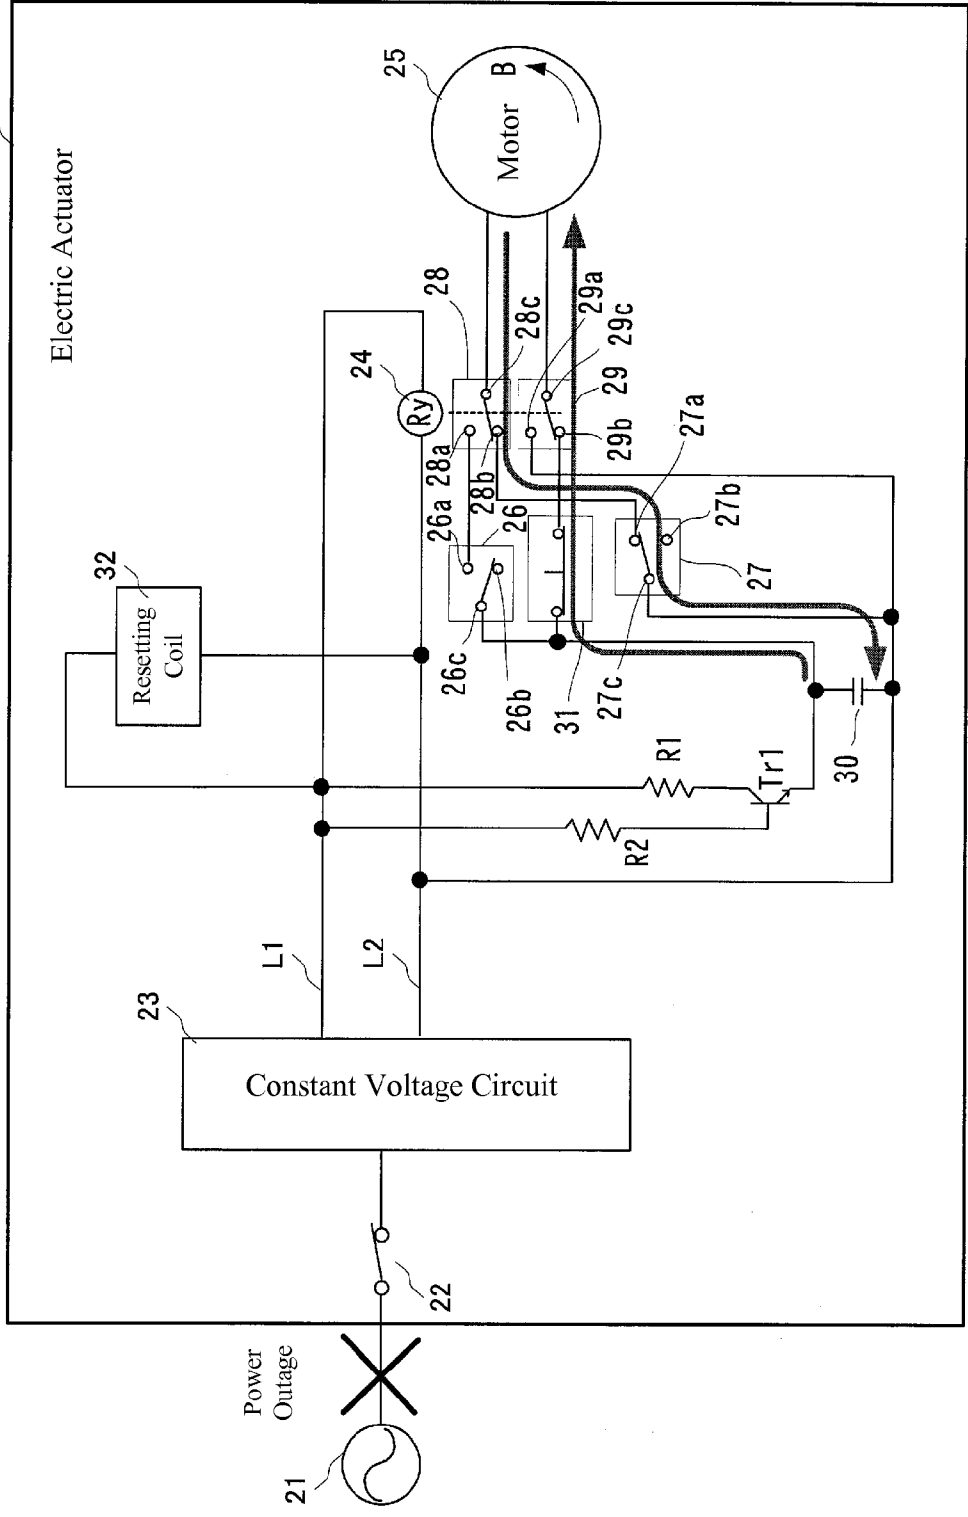 Electric Actuator
21
Power
Outage
22
23
Constant Voltage Circuit
L1
L2
32
Resetting
Coil
R1
R2
Tr1
30
24
Ry
26a
26
26c
26b
31
27c
27
27b
27a
28a
28b
28
28c
29a
29c
29
29b
25
Motor
B